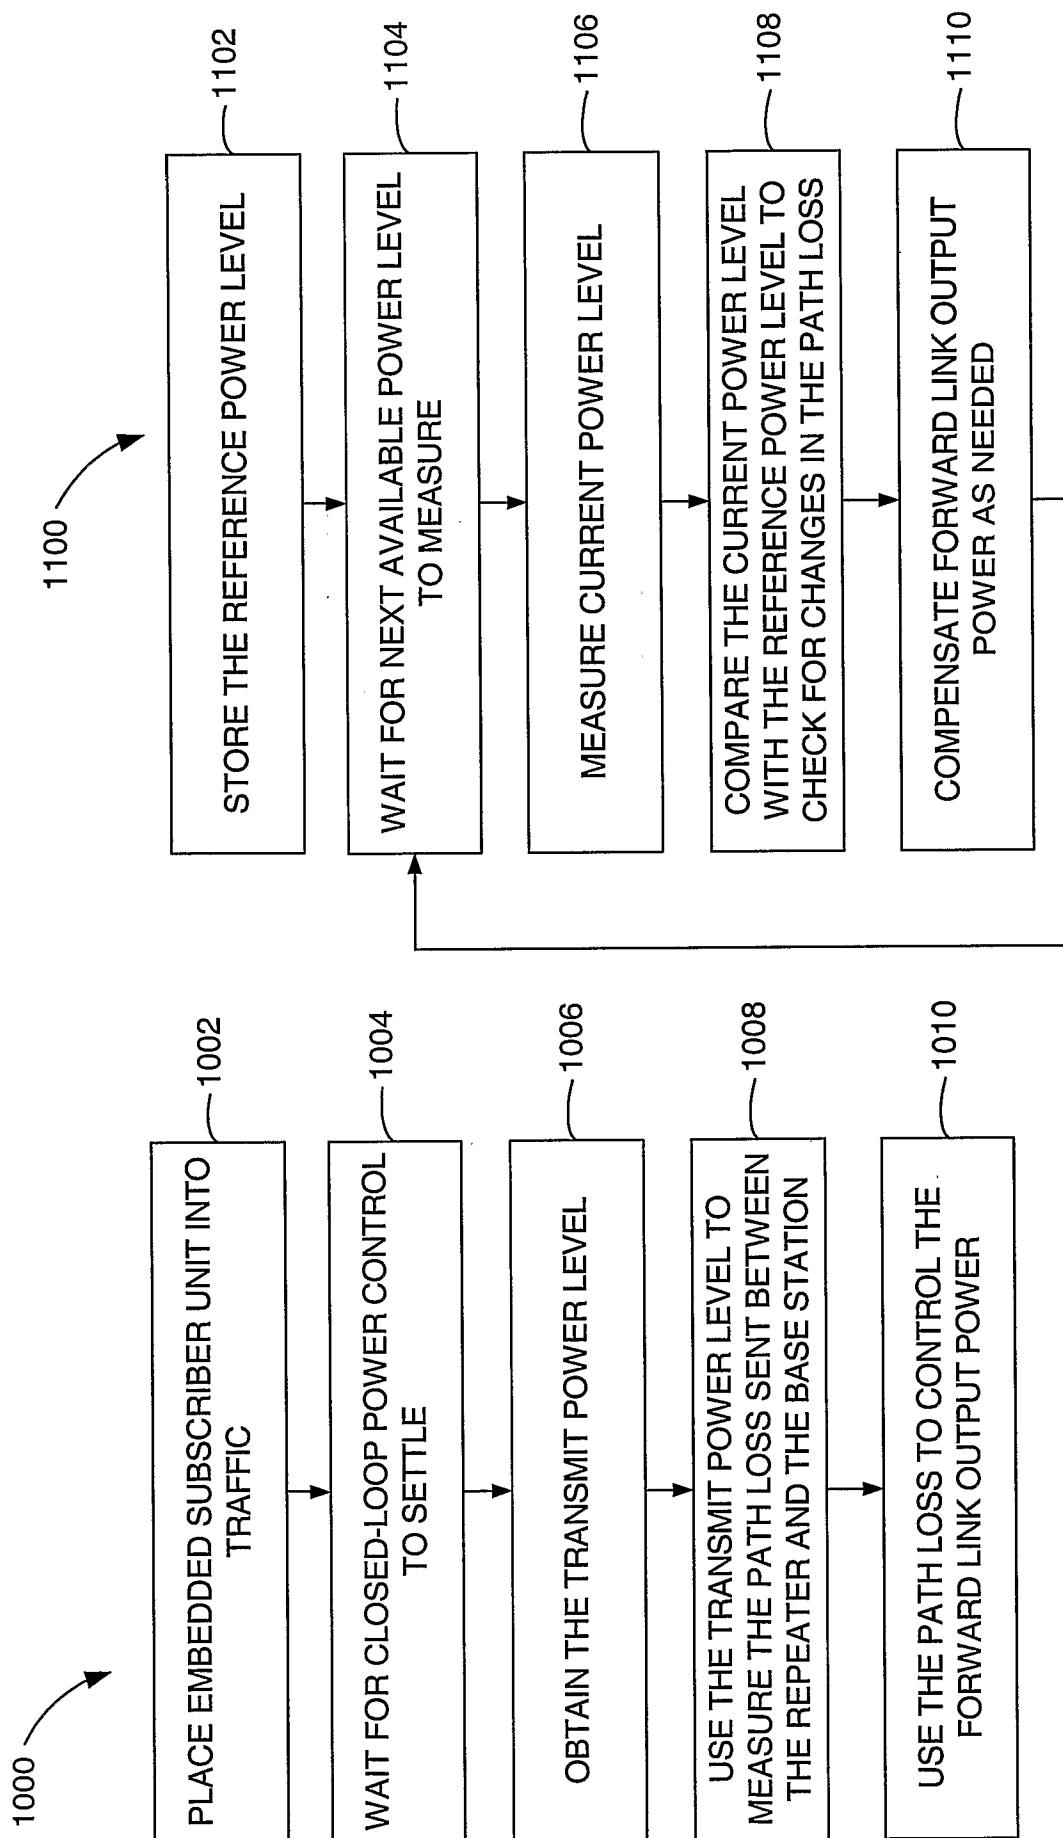 1000
PLACE EMBEDDED SUBSCRIBER UNIT INTO
TRAFFIC
1002
WAIT FOR CLOSED-LOOP POWER CONTROL
TO SETTLE
1004
OBTAIN THE TRANSMIT POWER LEVEL
1006
USE THE TRANSMIT POWER LEVEL TO
MEASURE THE PATH LOSS SENT BETWEEN
THE REPEATER AND THE BASE STATION
1008
USE THE PATH LOSS TO CONTROL THE
FORWARD LINK OUTPUT POWER
1010
1100
STORE THE REFERENCE POWER LEVEL
1102
WAIT FOR NEXT AVAILABLE POWER LEVEL
TO MEASURE
1104
MEASURE CURRENT POWER LEVEL
1106
COMPARE THE CURRENT POWER LEVEL
WITH THE REFERENCE POWER LEVEL TO
CHECK FOR CHANGES IN THE PATH LOSS
1108
COMPENSATE FORWARD LINK OUTPUT
POWER AS NEEDED
1110